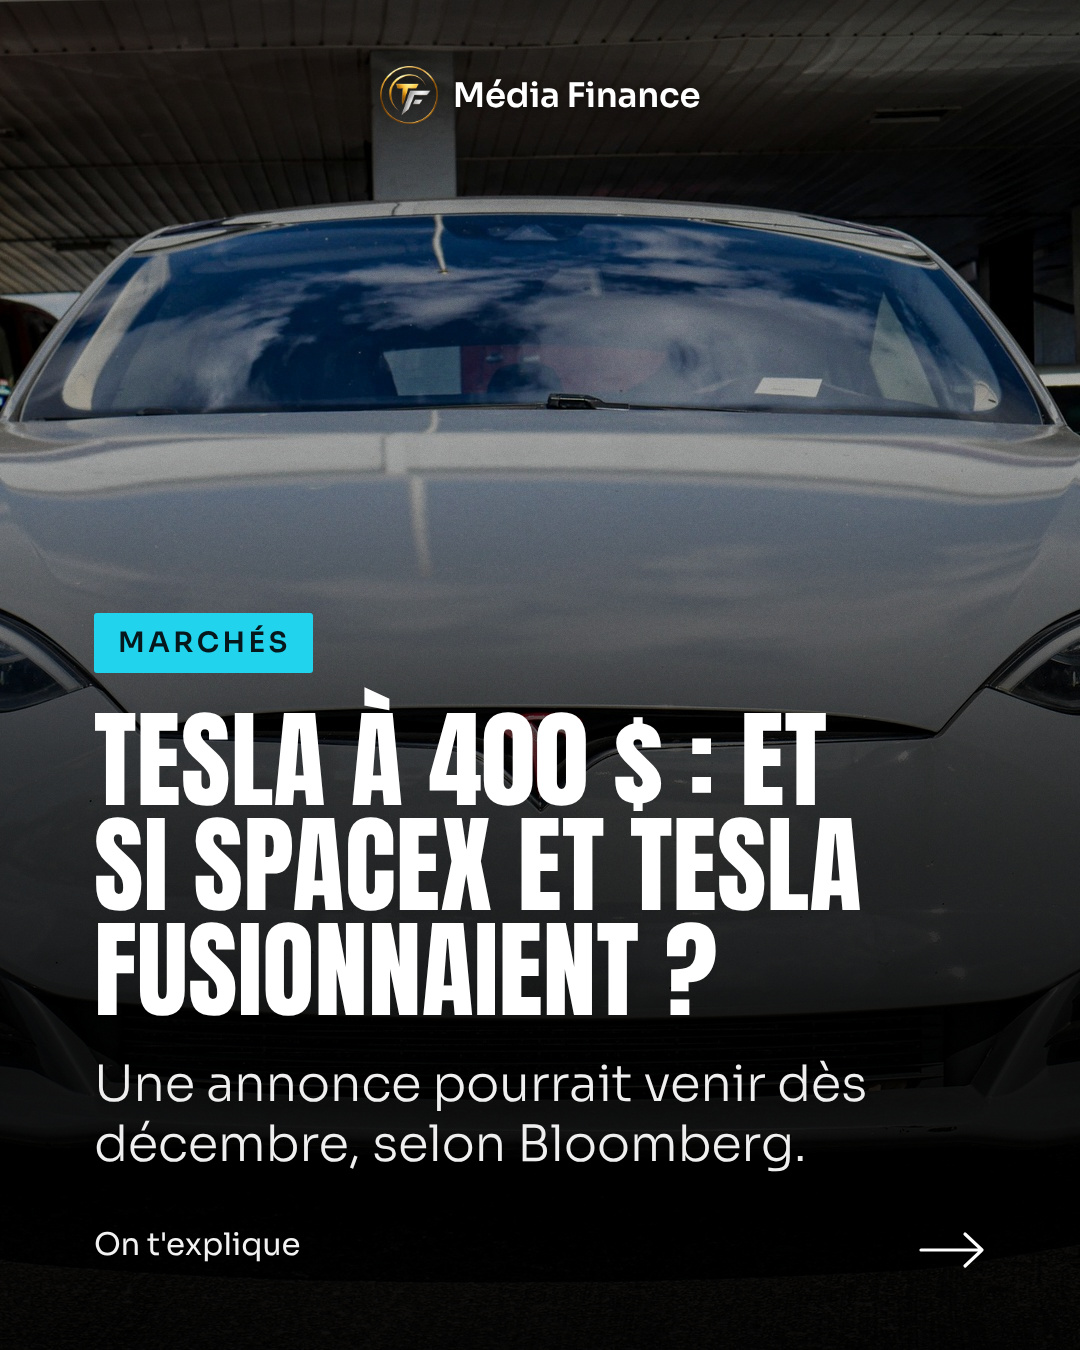 TF Média Finance
MARCHÉS
TESLA À 400 $ : ET
SI SPACEX ET TESLA
FUSIONNAIENT ?
Une annonce pourrait venir dès
décembre, selon Bloomberg.
On t'explique